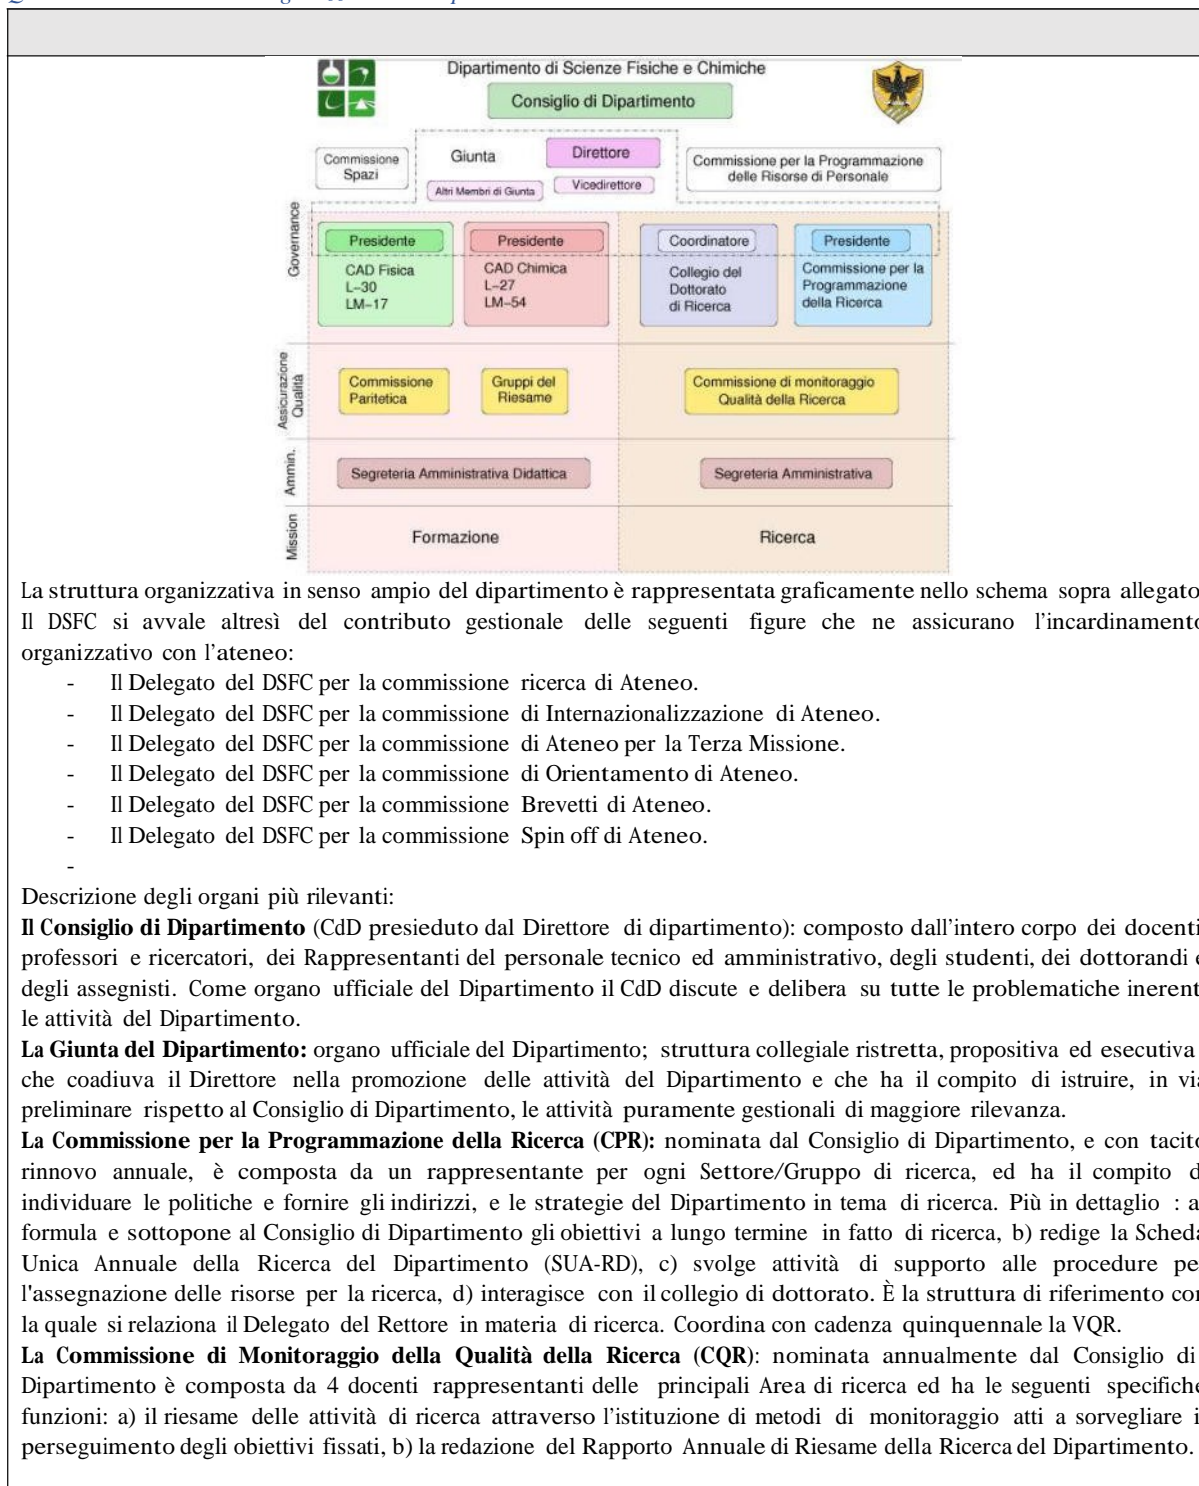 Dipartimento di Scienze Fisiche e Chimiche
Consiglio di Dipartimento
Commissione
Spazi
Giunta
Direttore
Altri Membri di Giunta
Vicedirettore
Commissione per la Programmazione
delle Risorse di Personale
Governance
Presidente
CAD Fisica
L-30
LM-17
Presidente
CAD Chimica
L-27
LM-54
Coordinatore
Collegio del
Dottorato
di Ricerca
Presidente
Commissione per la
Programmazione
della Ricerca
Assicurazione
Qualità
Commissione
Paritetica
Gruppi del
Riesame
Commissione di monitoraggio
Qualità della Ricerca
Ammin.
Segreteria Amministrativa Didattica
Segreteria Amministrativa
Mission
Formazione
Ricerca
La struttura organizzativa in senso ampio del dipartimento è rappresentata graficamente nello schema sopra allegato
Il DSFC si avvale altresì del contributo gestionale delle seguenti figure che ne assicurano l'incardinamento
organizzativo con l'ateneo:
- Il Delegato del DSFC per la commissione ricerca di Ateneo.
- Il Delegato del DSFC per la commissione di Internazionalizzazione di Ateneo.
- Il Delegato del DSFC per la commissione di Ateneo per la Terza Missione.
- Il Delegato del DSFC per la commissione di Orientamento di Ateneo.
- Il Delegato del DSFC per la commissione Brevetti di Ateneo.
- Il Delegato del DSFC per la commissione Spin off di Ateneo.
-
Descrizione degli organi più rilevanti:
Il Consiglio di Dipartimento (CdD presieduto dal Direttore di dipartimento): composto dall'intero corpo dei docenti
professori e ricercatori, dei Rappresentanti del personale tecnico ed amministrativo, degli studenti, dei dottorandi e
degli assegnisti. Come organo ufficiale del Dipartimento il CdD discute e delibera su tutte le problematiche inerent
le attività del Dipartimento.
La Giunta del Dipartimento: organo ufficiale del Dipartimento; struttura collegiale ristretta, propositiva ed esecutiva
che coadiuva il Direttore nella promozione delle attività del Dipartimento e che ha il compito di istruire, in via
preliminare rispetto al Consiglio di Dipartimento, le attività puramente gestionali di maggiore rilevanza.
La Commissione per la Programmazione della Ricerca (CPR): nominata dal Consiglio di Dipartimento, e con tacito
rinnovo annuale, è composta da un rappresentante per ogni Settore/Gruppo di ricerca, ed ha il compito d
individuare le politiche e fornire gli indirizzi, e le strategie del Dipartimento in tema di ricerca. Più in dettaglio : a
formula e sottopone al Consiglio di Dipartimento gli obiettivi a lungo termine in fatto di ricerca, b) redige la Scheda
Unica Annuale della Ricerca del Dipartimento (SUA-RD), c) svolge attività di supporto alle procedure pe
l'assegnazione delle risorse per la ricerca, d) interagisce con il collegio di dottorato. È la struttura di riferimento con
la quale si relaziona il Delegato del Rettore in materia di ricerca. Coordina con cadenza quinquennale la VQR.
La Commissione di Monitoraggio della Qualità della Ricerca (CQR): nominata annualmente dal Consiglio di
Dipartimento è composta da 4 docenti rappresentanti delle principali Area di ricerca ed ha le seguenti specifiche
funzioni: a) il riesame delle attività di ricerca attraverso l'istituzione di metodi di monitoraggio atti a sorvegliare i
perseguimento degli obiettivi fissati, b) la redazione del Rapporto Annuale di Riesame della Ricerca del Dipartimento.